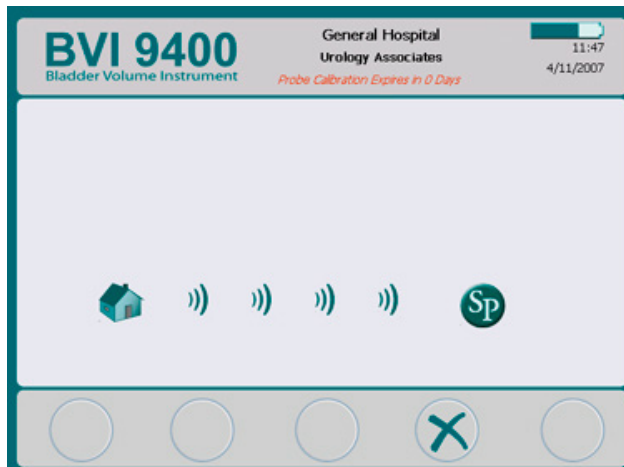 BVI 9400
Bladder Volume Instrument
General Hospital
Urology Associates
Probe Calibration Expires in 0 Days
11:47
4/11/2007
SP